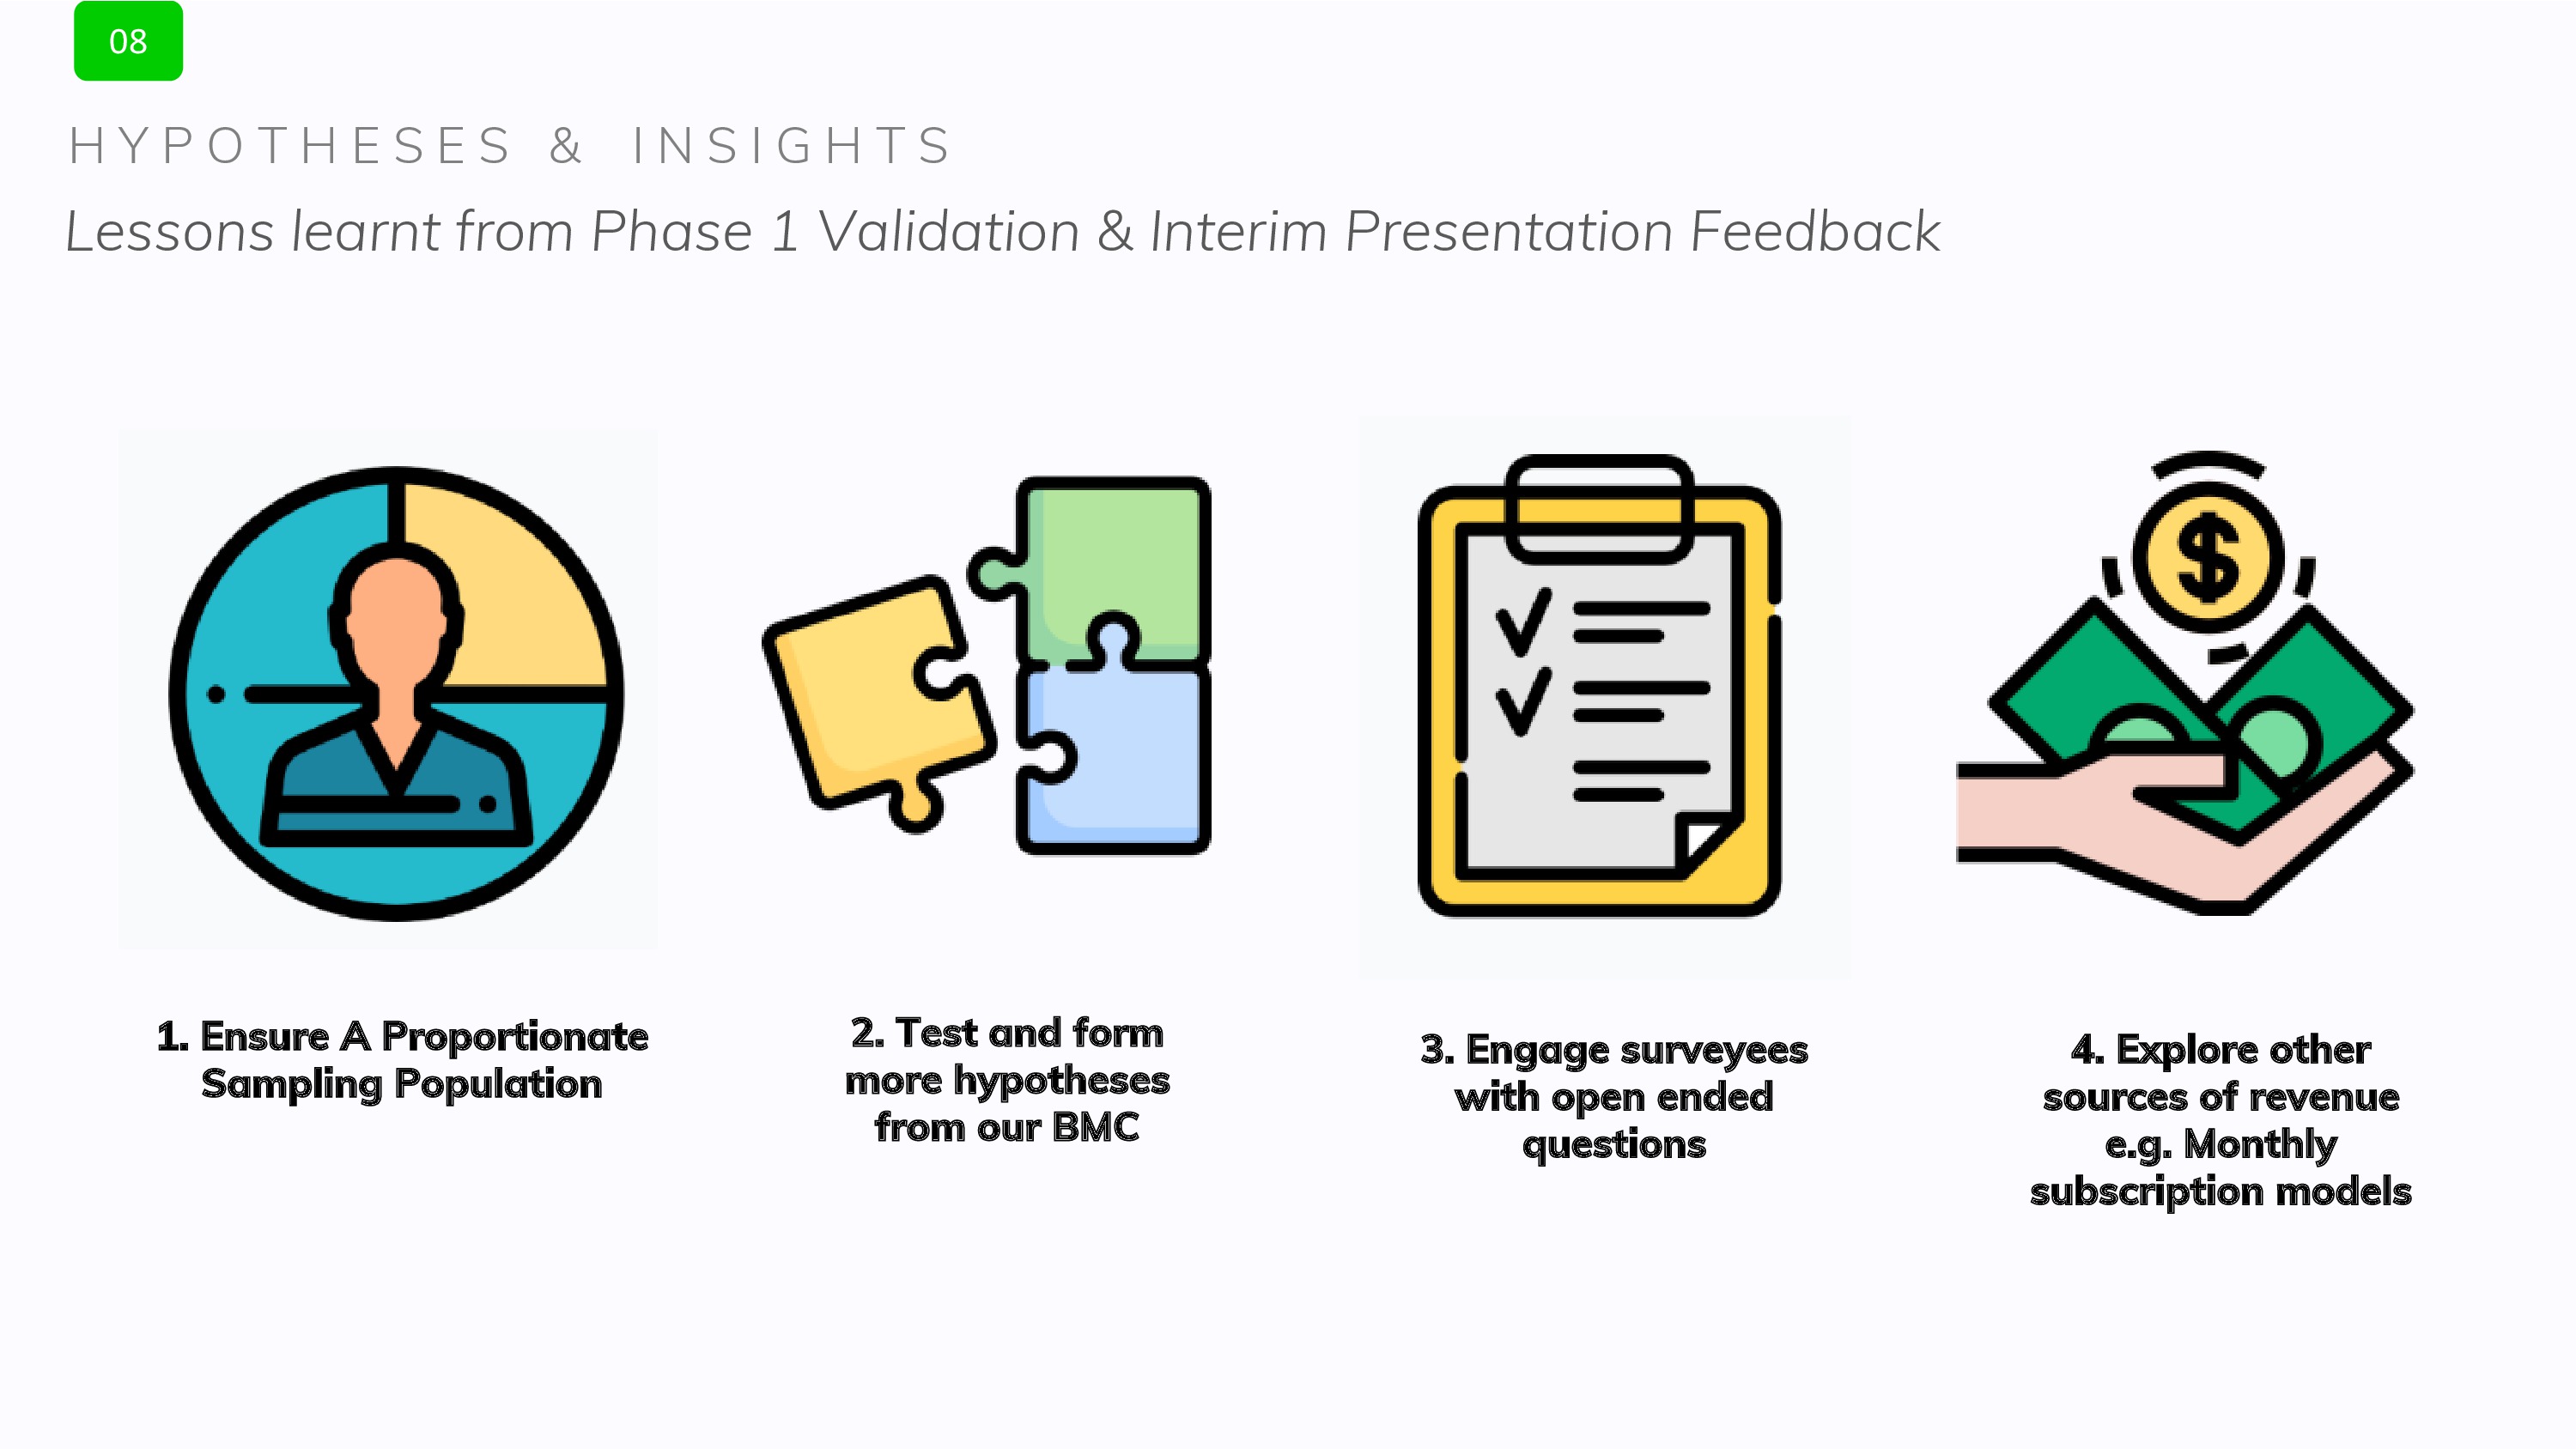 08
HYPOTHESES & INSIGHTS
Lessons learnt from Phase 1 Validation & Interim Presentation Feedback
$
1. Ensure A Proportionate
Sampling Population
2. Test and form
more hypotheses
from our BMC
3. Engage surveyees
with open ended
questions
4. Explore other
sources of revenue
e.g. Monthly
subscription models